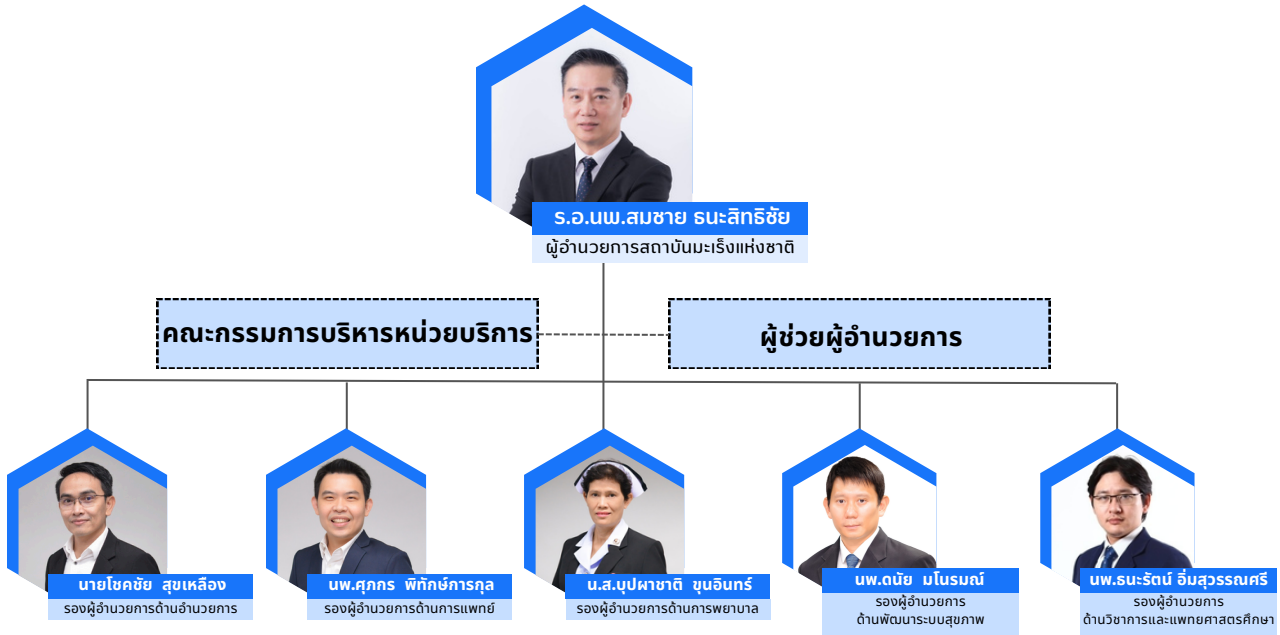 ร.อ.นพ.สมชาย ธนะสิทธิชัย
ผู้อำนวยการสถาบันมะเร็งแห่งชาติ
คณะกรรมการบริหารหน่วยบริการ
ผู้ช่วยผู้อำนวยการ
นายโชคชัย สุขเหลือง
รองผู้อำนวยการด้านอำนวยการ
นพ.ศุภกร พิทักษ์การกุล
รองผู้อำนวยการด้านการแพทย์
น.ส.บุปผาชาติ ขุนอินทร์
รองผู้อำนวยการด้านการพยาบาล
นพ.ดนัย มโนรมณ์
รองผู้อำนวยการ
ด้านพัฒนาระบบสุขภาพ
นพ.ธนะรัตน์ อิ่มสุวรรณศรี
รองผู้อำนวยการ
ด้านวิชาการและแพทยศาสตรศึกษา